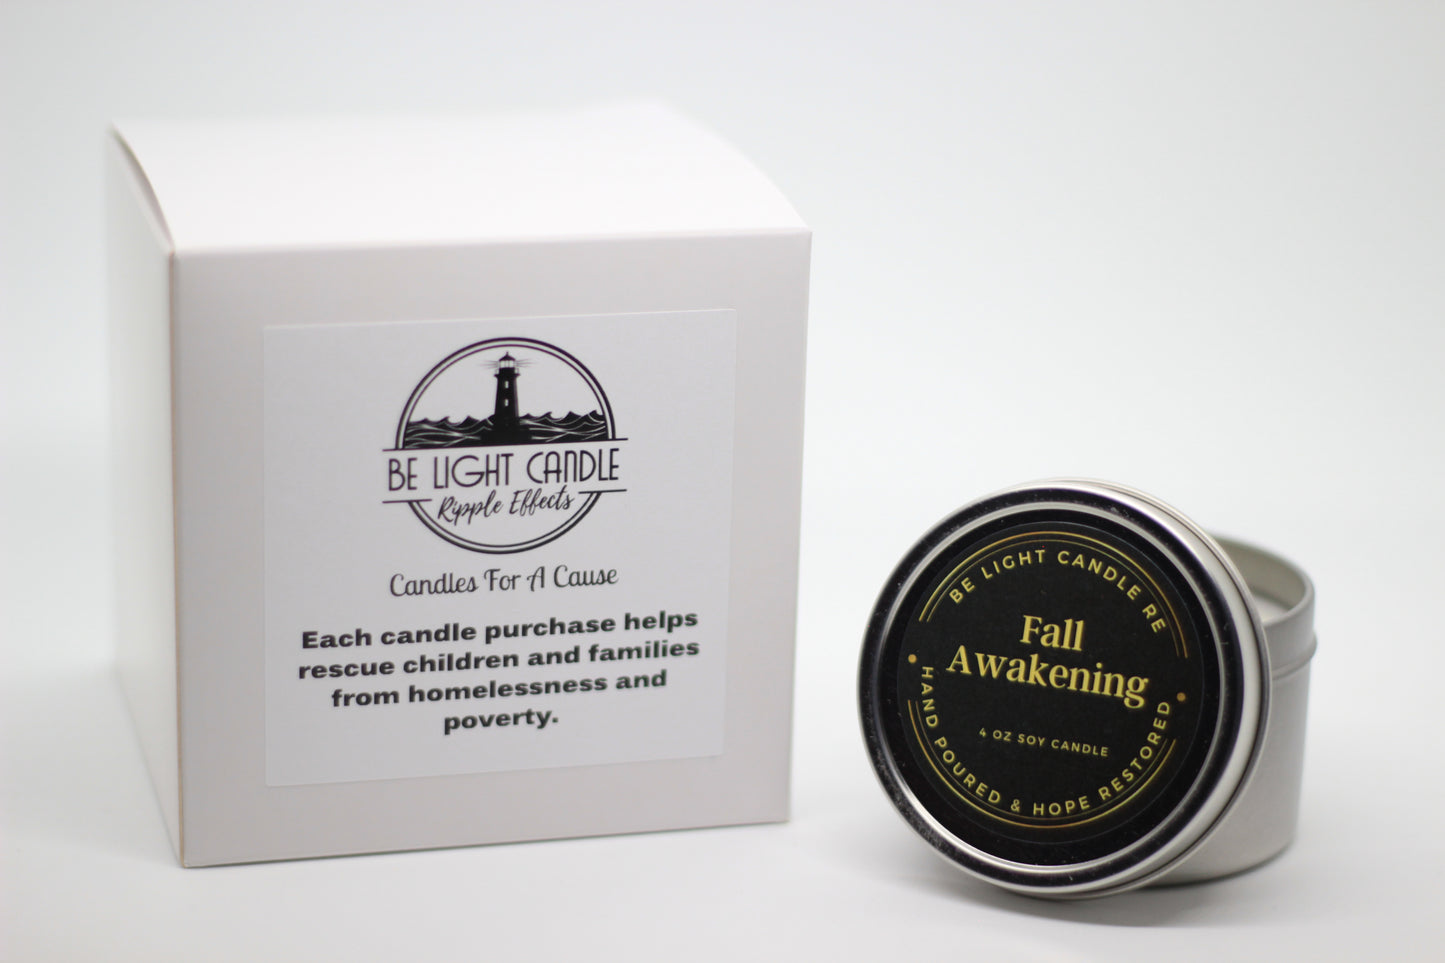 BE LIGHT CANDLE
Ripple Effects
Candles For A Cause
Each candle purchase helps
rescue children and families
from homelessness and
poverty.
BE LIGHT CANDLE RE
Fall
Awakening
4 OZ SOY CANDLE
HAND POURED & HOPE RESTORED